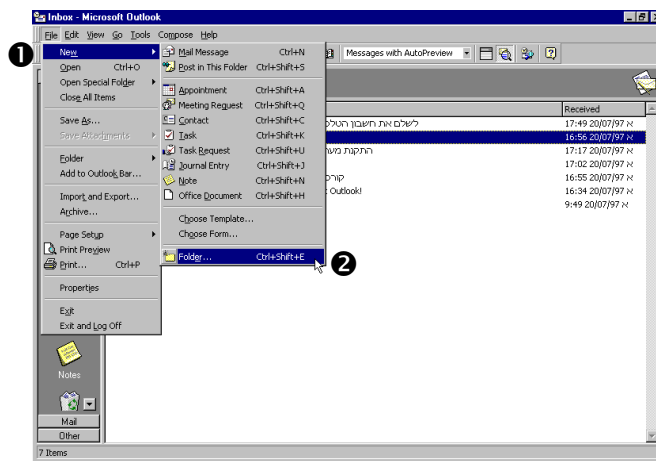 Inbox - Microsoft Outlook
File Edit View Go Tools Compose Help
❶
New
Open Ctrl+O
Open Special Folder
Close All Items
Save As...
Save Attachments
Folder
Add to Outlook Bar...
Import and Export...
Archive...
Page Setup
Print Preview
Print... Ctrl+P
Properties
Exit
Exit and Log Off
Mail Message Ctrl+N
Post in This Folder Ctrl+Shift+S
Appointment Ctrl+Shift+A
Meeting Request Ctrl+Shift+Q
Contact Ctrl+Shift+C
Task Ctrl+Shift+K
Task Request Ctrl+Shift+U
Journal Entry Ctrl+Shift+J
Note Ctrl+Shift+N
Office Document Ctrl+Shift+H
Choose Template...
Choose Form...
Folder... Ctrl+Shift+E
❷
Messages with AutoPreview
Received
לשלם את חשבון
א 20/07/97 17:49
א 20/07/97 16:56
התקנת
א 20/07/97 17:17
א 20/07/97 17:02
א 20/07/97 16:55
Outlook!
א 20/07/97 16:34
א 20/07/97 9:49
Notes
Mail
Other
7 Items